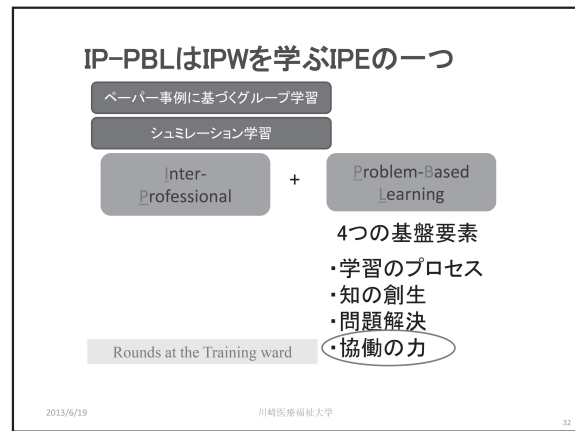 IP-PBLはIPWを学ぶIPEの一つ
ペーパー事例に基づくグループ学習
シュミレーション学習
Inter-
Professional
+
Problem-Based
Learning
4つの基盤要素
・学習のプロセス
・知の創生
・問題解決
・協働の力
Rounds at the Training ward
2013/6/19
川崎医療福祉大学
32